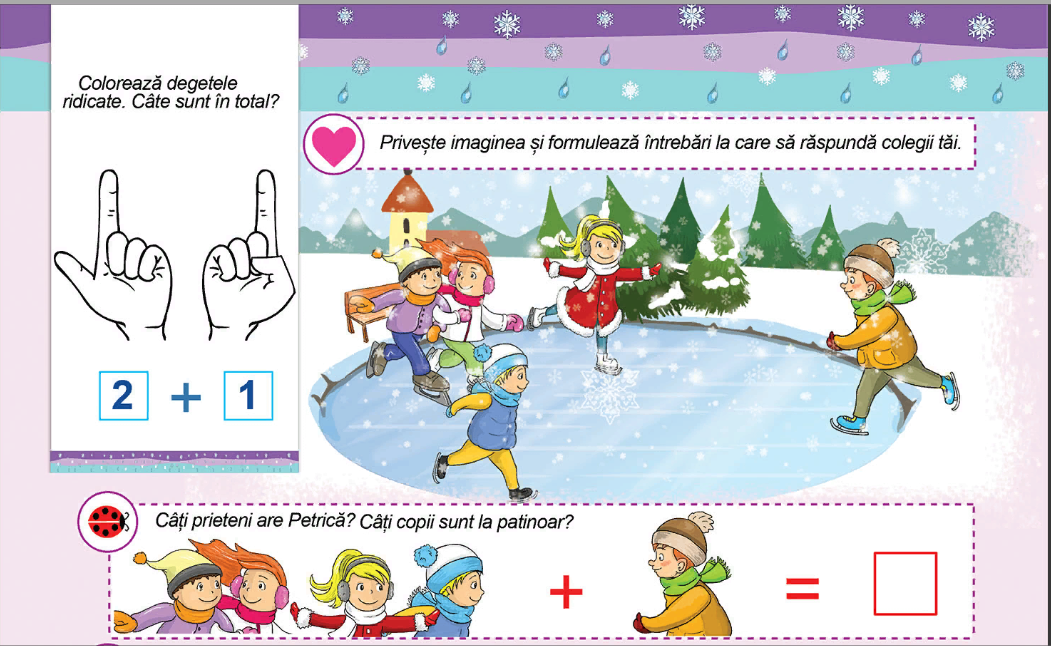 Colorează degetele
ridicate. Câte sunt în total?
2 + 1
Privește imaginea și formulează întrebări la care să răspundă colegii tăi.
Câți prieteni are Petrică? Câți copii sunt la patinoar?
+ =